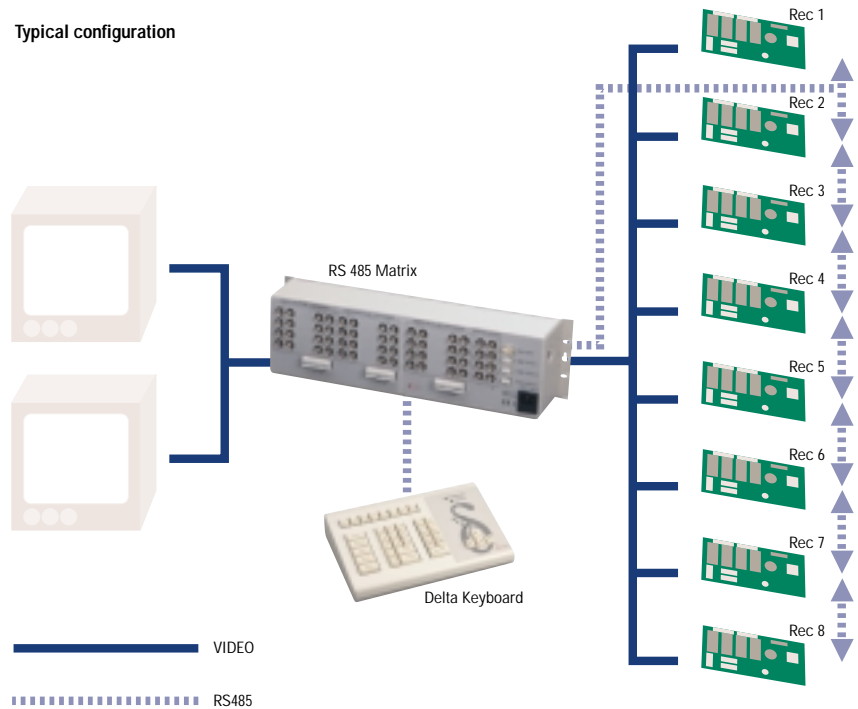 Typical configuration
Rec 1
Rec 2
Rec 3
Rec 4
Rec 5
Rec 6
Rec 7
Rec 8
RS 485 Matrix
Delta Keyboard
VIDEO
RS485